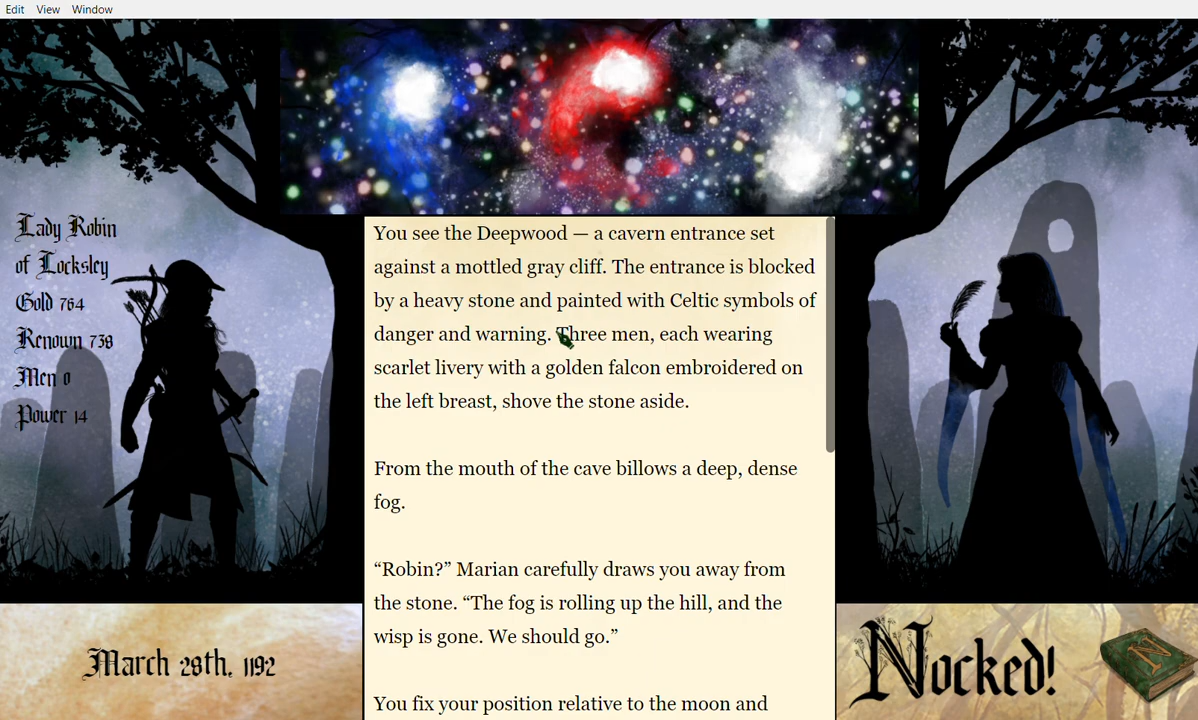 Edit View Window
Lady Robin
of Locksley
Gold 764
Renown 738
Men 0
Power 14
You see the Deepwood — a cavern entrance set
against a mottled gray cliff. The entrance is blocked
by a heavy stone and painted with Celtic symbols of
danger and warning. Three men, each wearing
scarlet livery with a golden falcon embroidered on
the left breast, shove the stone aside.
From the mouth of the cave billows a deep, dense
fog.
“Robin?” Marian carefully draws you away from
the stone. “The fog is rolling up the hill, and the
wisp is gone. We should go.”
You fix your position relative to the moon and
March 28th, 1192
Nocked!
N